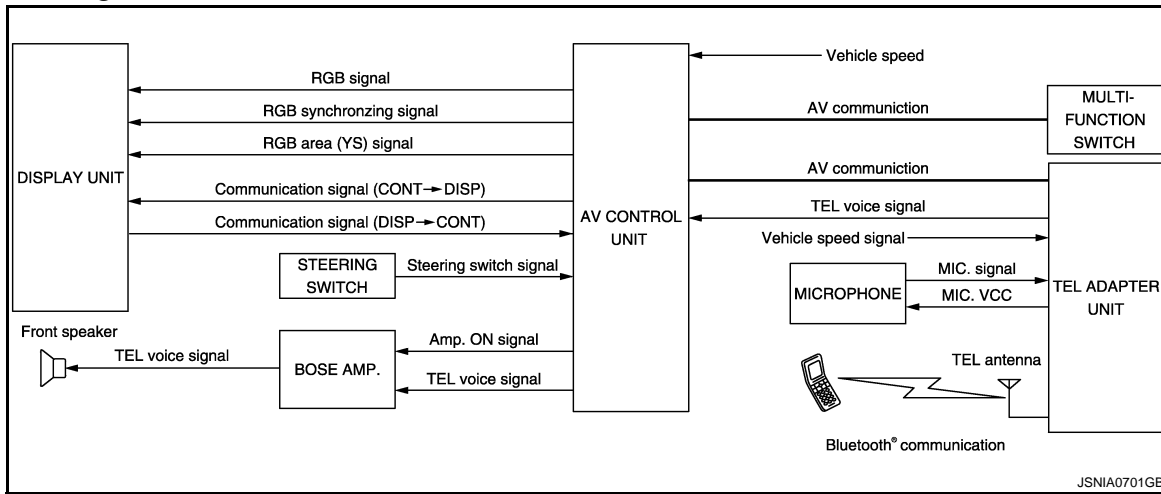 DISPLAY UNIT
RGB signal
RGB synchronizing signal
RGB area (YS) signal
Communication signal (CONT→DISP)
Communication signal (DISP→CONT)
STEERING
SWITCH
Steering switch signal
Front speaker
TEL voice signal
BOSE AMP.
Amp. ON signal
TEL voice signal
AV CONTROL
UNIT
Vehicle speed
AV communiction
MULTI-
FUNCTION
SWITCH
AV communiction
TEL voice signal
Vehicle speed signal
MICROPHONE
MIC. signal
MIC. VCC
TEL ADAPTER
UNIT
TEL antenna
Bluetooth® communication
JSNIA0701GB